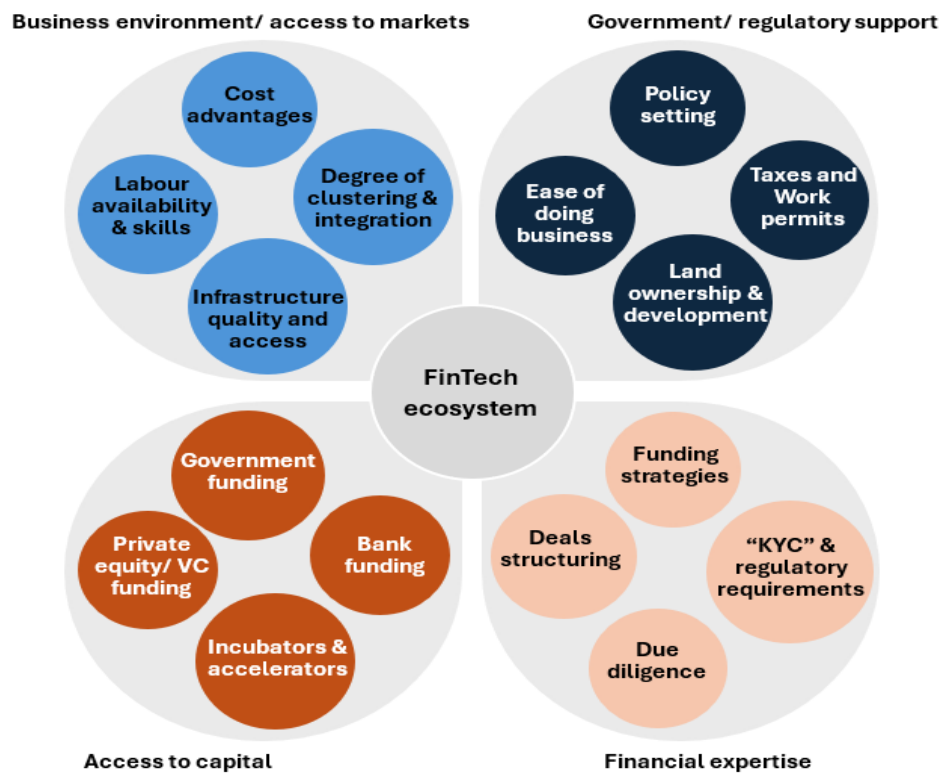 Business environment/ access to markets
Cost
advantages
Labour
availability
& skills
Degree of
clustering &
integration
Infrastructure
quality and
access
Government/ regulatory support
Policy
setting
Ease of
doing
business
Taxes and
Work
permits
Land
ownership &
development
FinTech
ecosystem
Government
funding
Private
equity/ VC
funding
Bank
funding
Incubators &
accelerators
Access to capital
Funding
strategies
Deals
structuring
“KYC” &
regulatory
requirements
Due
diligence
Financial expertise